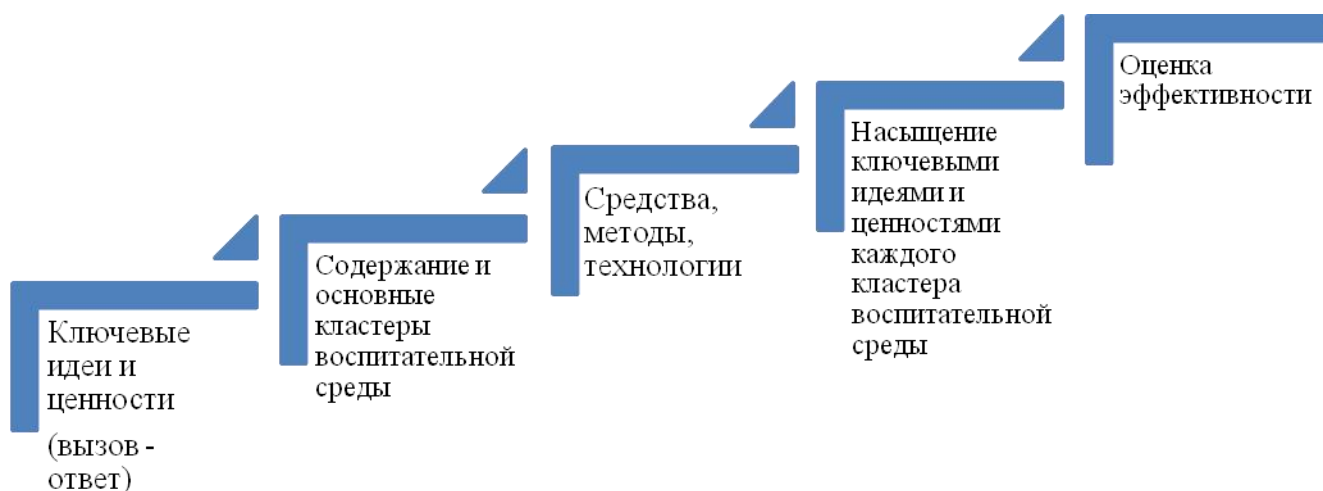 Ключевые
идеи и
ценности
(вызов -
ответ)
Содержание и
основные
кластеры
воспитательной
среды
Средства,
методы,
технологии
Насыщение
ключевыми
идеями и
ценностями
каждого
кластера
воспитательной
среды
Оценка
эффективности